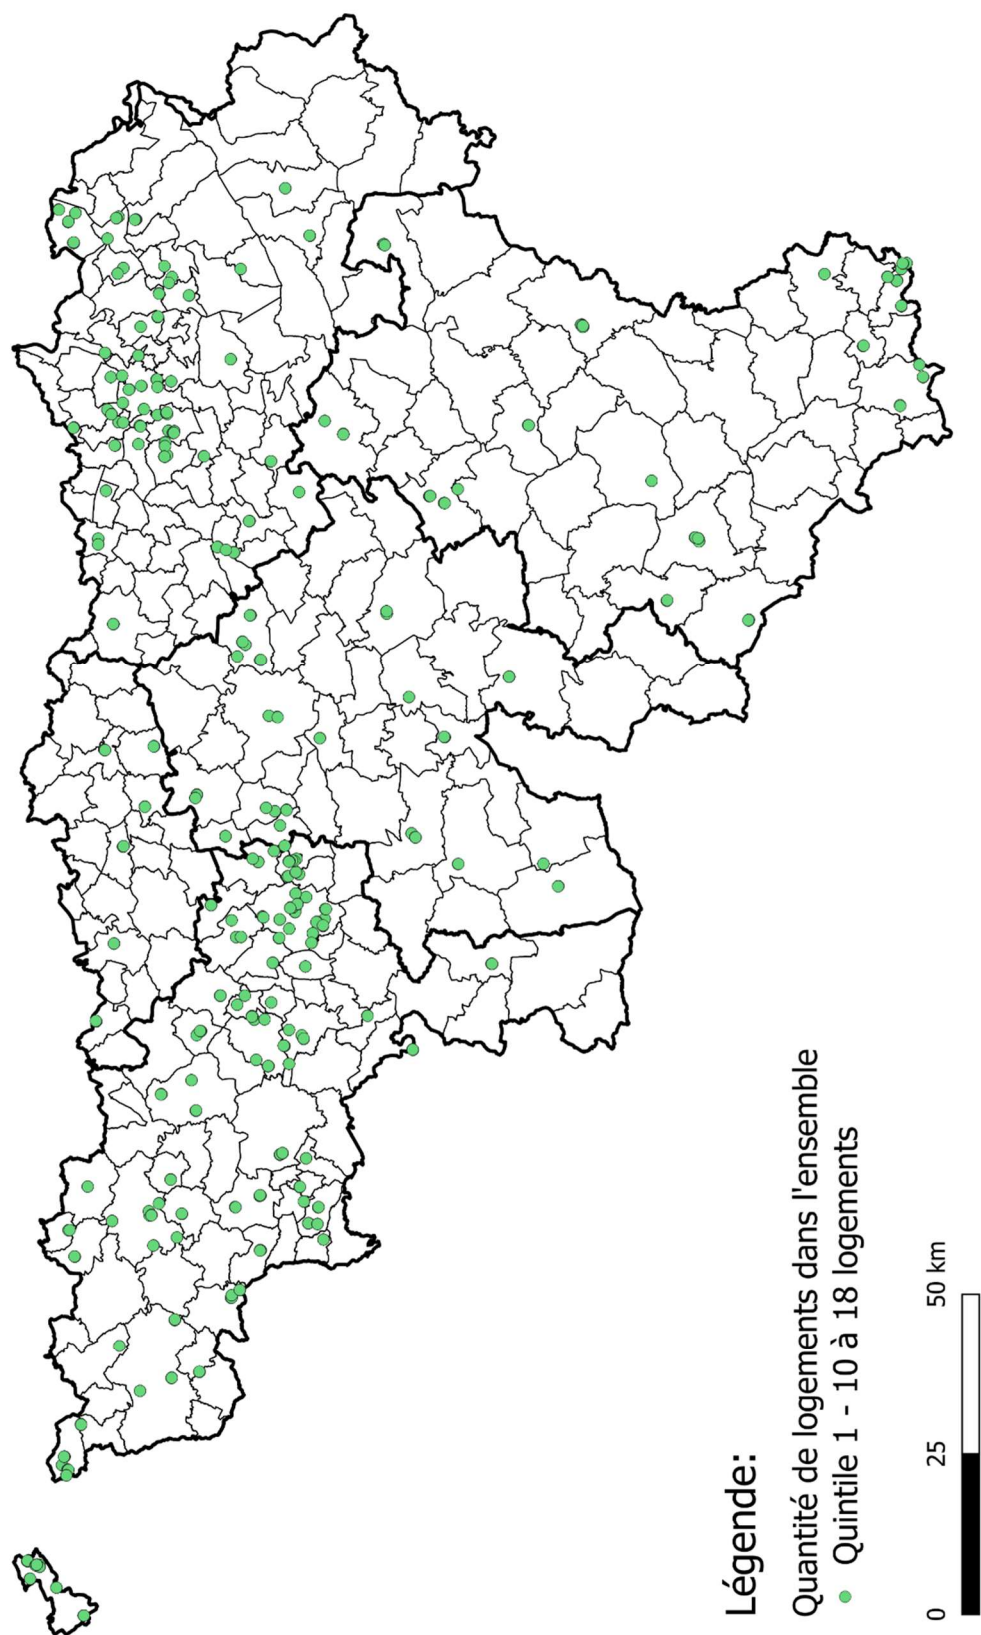 Légende:
Quantité de logements dans l'ensemble
Quintile 1 - 10 à 18 logements
0 25 50 km